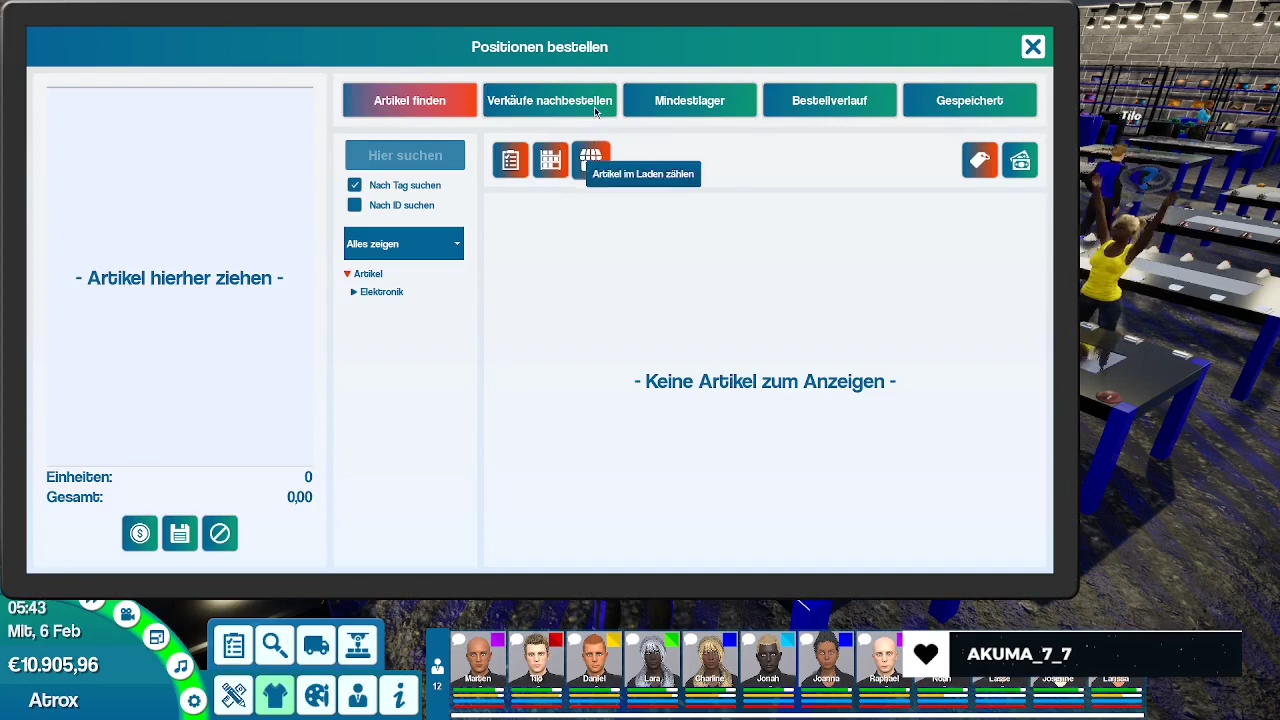 Positionen bestellen
Artikel finden
Verkäufe nachbestellen
Mindestlager
Bestellverlauf
Gespeichert
Hier suchen
Nach Tag suchen
Nach ID suchen
Artikel im Laden zählen
Alles zeigen
Artikel
Elektronik
- Artikel hierher ziehen -
- Keine Artikel zum Anzeigen -
Einheiten: 0
Gesamt: 0,00
Tilo
05:43
Mit, 6 Feb
€10.905,96
Atrox
12
Marten
Tilo
Daniel
Lara
Charline
Jonah
Joanna
Raphael
AKUMA_7_7